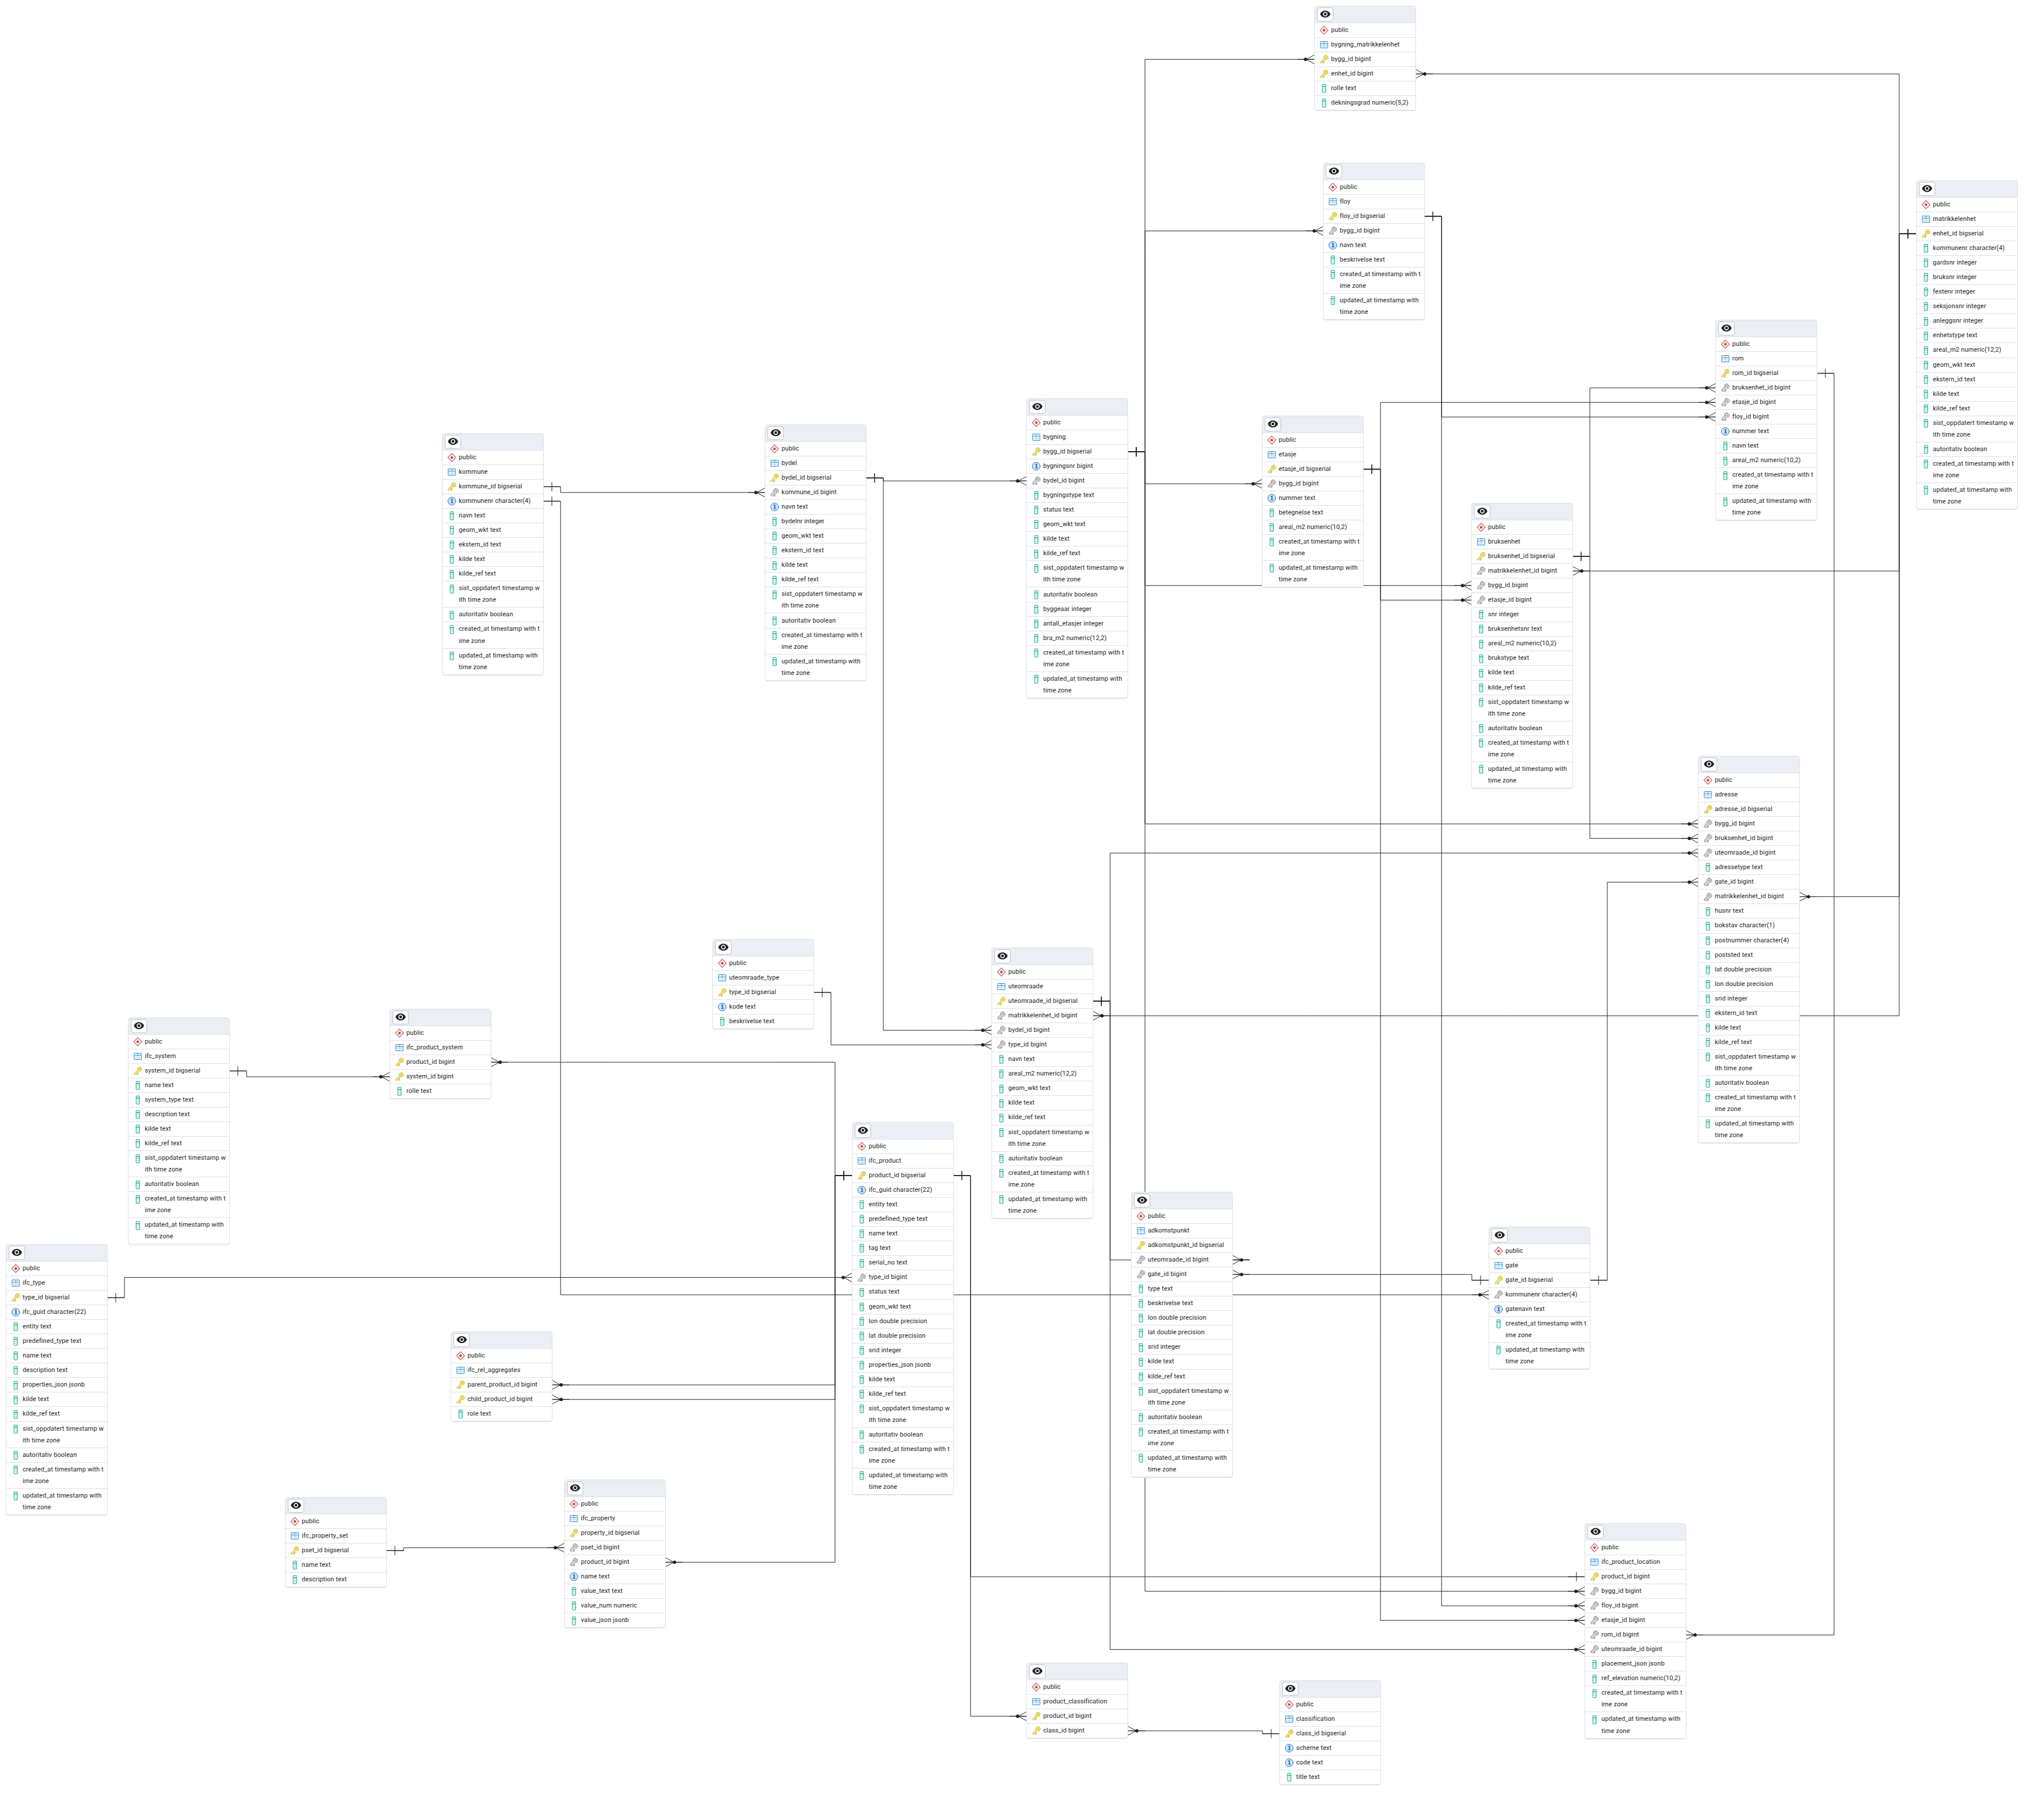 public
bygning_matrikkelenhet
bygg_id bigint
enhet_id bigint
rolle text
dekningsgrad numeric(5,2)
public
floy
floy_id bigserial
bygg_id bigint
navn text
beskrivelse text
created_at timestamp with t
ime zone
updated_at timestamp with
time zone
public
matrikkelenhet
enhet_id bigserial
kommunenr character(4)
gardsnr integer
bruksnr integer
festenr integer
seksjonsnr integer
anleggsnr integer
enhetstype text
areal_m2 numeric(12,2)
geom_wkt text
ekstern_id text
kilde text
kilde_ref text
sist_oppdatert timestamp w
ith time zone
autoritativ boolean
created_at timestamp with t
ime zone
updated_at timestamp with
time zone
public
rom
rom_id bigserial
bruksenhet_id bigint
etasje_id bigint
floy_id bigint
nummer text
navn text
areal_m2 numeric(10,2)
created_at timestamp with t
ime zone
updated_at timestamp with
time zone
public
kommune
kommune_id bigserial
kommunenr character(4)
navn text
geom_wkt text
ekstern_id text
kilde text
kilde_ref text
sist_oppdatert timestamp w
ith time zone
autoritativ boolean
created_at timestamp with t
ime zone
updated_at timestamp with
time zone
public
bydel
bydel_id bigserial
kommune_id bigint
navn text
bydelnr integer
geom_wkt text
ekstern_id text
kilde text
kilde_ref text
sist_oppdatert timestamp w
ith time zone
autoritativ boolean
created_at timestamp with t
ime zone
updated_at timestamp with
time zone
public
bygning
bygg_id bigserial
bygningsnr bigint
bydel_id bigint
bygningstype text
status text
geom_wkt text
kilde text
kilde_ref text
sist_oppdatert timestamp w
ith time zone
autoritativ boolean
byggeaar integer
antall_etasjer integer
bra_m2 numeric(12,2)
created_at timestamp with t
ime zone
updated_at timestamp with
time zone
public
etasje
etasje_id bigserial
bygg_id bigint
nummer text
betegnelse text
areal_m2 numeric(10,2)
created_at timestamp with t
ime zone
updated_at timestamp with
time zone
public
bruksenhet
bruksenhet_id bigserial
matrikkelenhet_id bigint
bygg_id bigint
etasje_id bigint
snr integer
bruksenhetsnr text
areal_m2 numeric(10,2)
brukstype text
kilde text
kilde_ref text
sist_oppdatert timestamp w
ith time zone
autoritativ boolean
created_at timestamp with t
ime zone
updated_at timestamp with
time zone
public
adresse
adresse_id bigserial
bygg_id bigint
bruksenhet_id bigint
uteomraade_id bigint
adressetype text
gate_id bigint
matrikkelenhet_id bigint
husnr text
bokstav character(1)
postnummer character(4)
poststed text
lat double precision
lon double precision
srid integer
ekstern_id text
kilde text
kilde_ref text
sist_oppdatert timestamp w
ith time zone
autoritativ boolean
created_at timestamp with t
ime zone
updated_at timestamp with
time zone
public
uteomraade_type
type_id bigserial
kode text
beskrivelse text
public
uteomraade
uteomraade_id bigserial
matrikkelenhet_id bigint
bydel_id bigint
type_id bigint
navn text
areal_m2 numeric(12,2)
geom_wkt text
kilde text
kilde_ref text
sist_oppdatert timestamp w
ith time zone
autoritativ boolean
created_at timestamp with t
ime zone
updated_at timestamp with
time zone
public
ifc_system
system_id bigserial
name text
system_type text
description text
kilde text
kilde_ref text
sist_oppdatert timestamp w
ith time zone
autoritativ boolean
created_at timestamp with t
ime zone
updated_at timestamp with
time zone
public
ifc_product_system
product_id bigint
system_id bigint
rolle text
public
ifc_product
product_id bigserial
ifc_guid character(22)
entity text
predefined_type text
name text
tag text
serial_no text
type_id bigint
status text
geom_wkt text
lon double precision
lat double precision
srid integer
properties_json jsonb
kilde text
kilde_ref text
sist_oppdatert timestamp w
ith time zone
autoritativ boolean
created_at timestamp with t
ime zone
updated_at timestamp with
time zone
public
adkomstpunkt
adkomstpunkt_id bigserial
uteomraade_id bigint
gate_id bigint
type text
beskrivelse text
lon double precision
lat double precision
srid integer
kilde text
kilde_ref text
sist_oppdatert timestamp w
ith time zone
autoritativ boolean
created_at timestamp with t
ime zone
updated_at timestamp with
time zone
public
gate
gate_id bigserial
kommunenr character(4)
gatenavn text
created_at timestamp with t
ime zone
updated_at timestamp with
time zone
public
ifc_type
type_id bigserial
ifc_guid character(22)
entity text
predefined_type text
name text
description text
properties_json jsonb
kilde text
kilde_ref text
sist_oppdatert timestamp w
ith time zone
autoritativ boolean
created_at timestamp with t
ime zone
updated_at timestamp with
time zone
public
ifc_rel_aggregates
parent_product_id bigint
child_product_id bigint
role text
public
ifc_property_set
pset_id bigserial
name text
description text
public
ifc_property
property_id bigserial
pset_id bigint
product_id bigint
name text
value_text text
value_num numeric
value_json jsonb
public
ifc_product_location
product_id bigint
bygg_id bigint
floy_id bigint
etasje_id bigint
rom_id bigint
uteomraade_id bigint
placement_json jsonb
ref_elevation numeric(10,2)
created_at timestamp with t
ime zone
updated_at timestamp with
time zone
public
product_classification
product_id bigint
class_id bigint
public
classification
class_id bigserial
scheme text
code text
title text